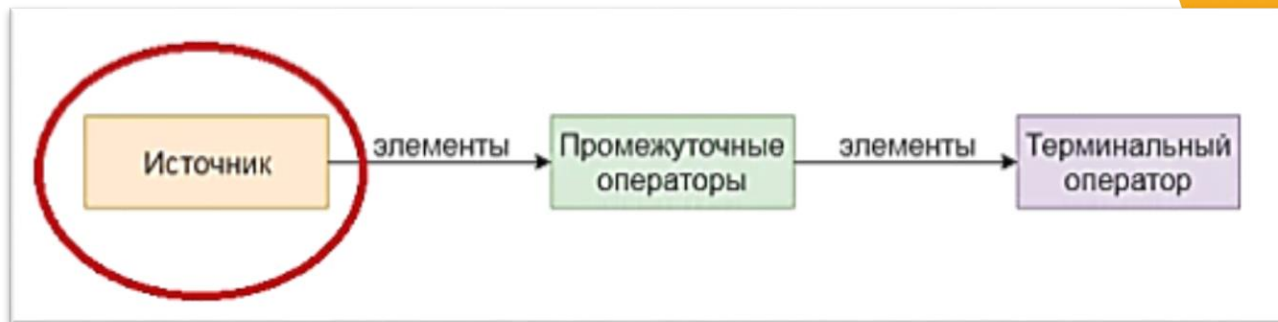 Источник
элементы
Промежуточные
операторы
элементы
Терминальный
оператор